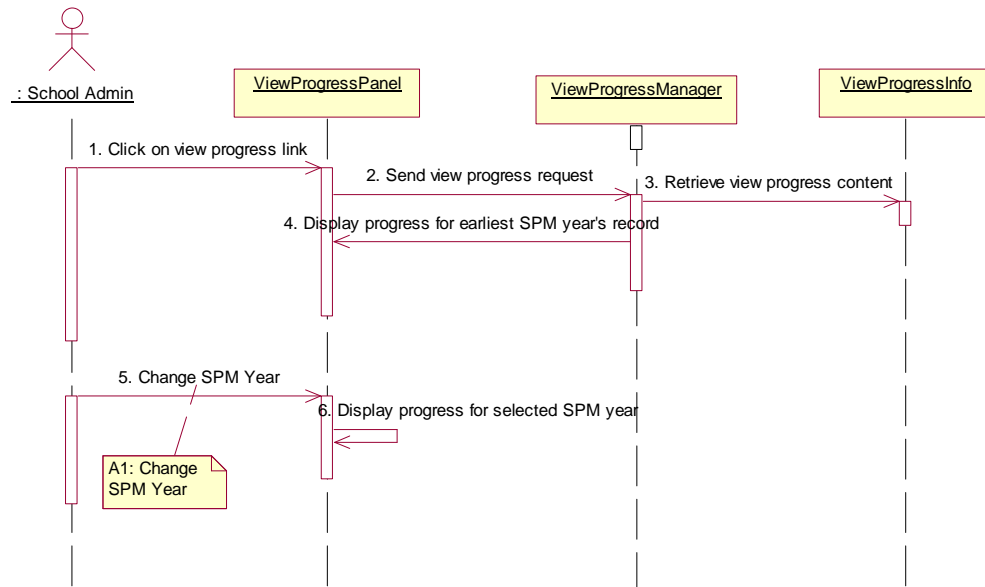 : School Admin
ViewProgressPanel
ViewProgressManager
ViewProgressInfo
1. Click on view progress link
2. Send view progress request
3. Retrieve view progress content
4. Display progress for earliest SPM year's record
5. Change SPM Year
6. Display progress for selected SPM year
A1: Change
SPM Year